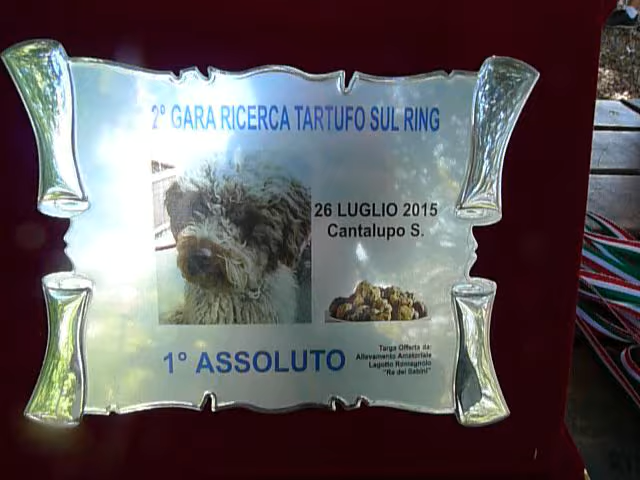 2° GARA RICERCA TARTUFO SUL RING
26 LUGLIO 2015
Cantalupo S.
1° ASSOLUTO
Targa Offerta da:
Allevamento Amatoriale
Lagotto Romagnolo
"Ra dei Sabini"